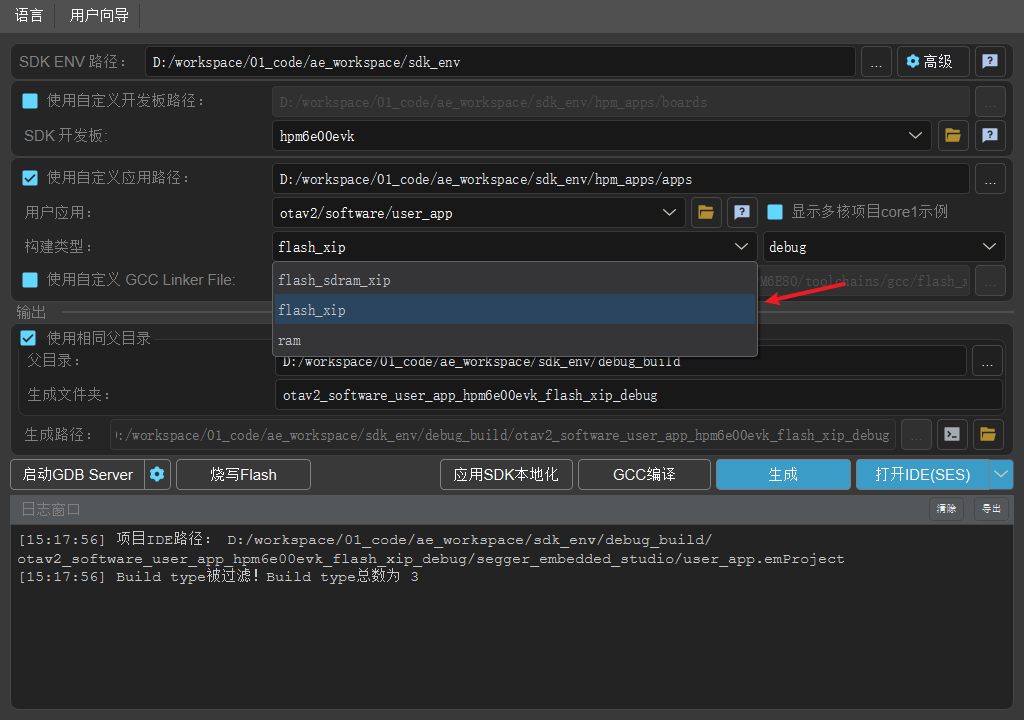 语言 用户向导
SDK ENV 路径： D:/workspace/01_code/ae_workspace/sdk_env ... 高级
使用自定义开发板路径： D:/workspace/01_code/ae_workspace/sdk_env/hpm_apps/boards ...
SDK 开发板: hpm6e00evk
使用自定义应用路径： D:/workspace/01_code/ae_workspace/sdk_env/hpm_apps/apps ...
用户应用： otav2/software/user_app 显示多核项目core1示例
构建类型： flash_xip debug
使用自定义 GCC Linker File: M6E80/toolchains/gcc/flash_x ...
flash_sdram_xip
flash_xip
ram
输出
使用相同父目录
父目录： D:/workspace/01_code/ae_workspace/sdk_env/debug_build ...
生成文件夹： otav2_software_user_app_hpm6e00evk_flash_xip_debug
生成路径： :/workspace/01_code/ae_workspace/sdk_env/debug_build/otav2_software_user_app_hpm6e00evk_flash_xip_debug ...
启动GDB Server 烧写Flash 应用SDK本地化 GCC编译 生成 打开IDE(SES)
日志窗口 清除 导出
[15:17:56] 项目IDE路径： D:/workspace/01_code/ae_workspace/sdk_env/debug_build/
otav2_software_user_app_hpm6e00evk_flash_xip_debug/segger_embedded_studio/user_app.emProject
[15:17:56] Build type被过滤！Build type总数为 3